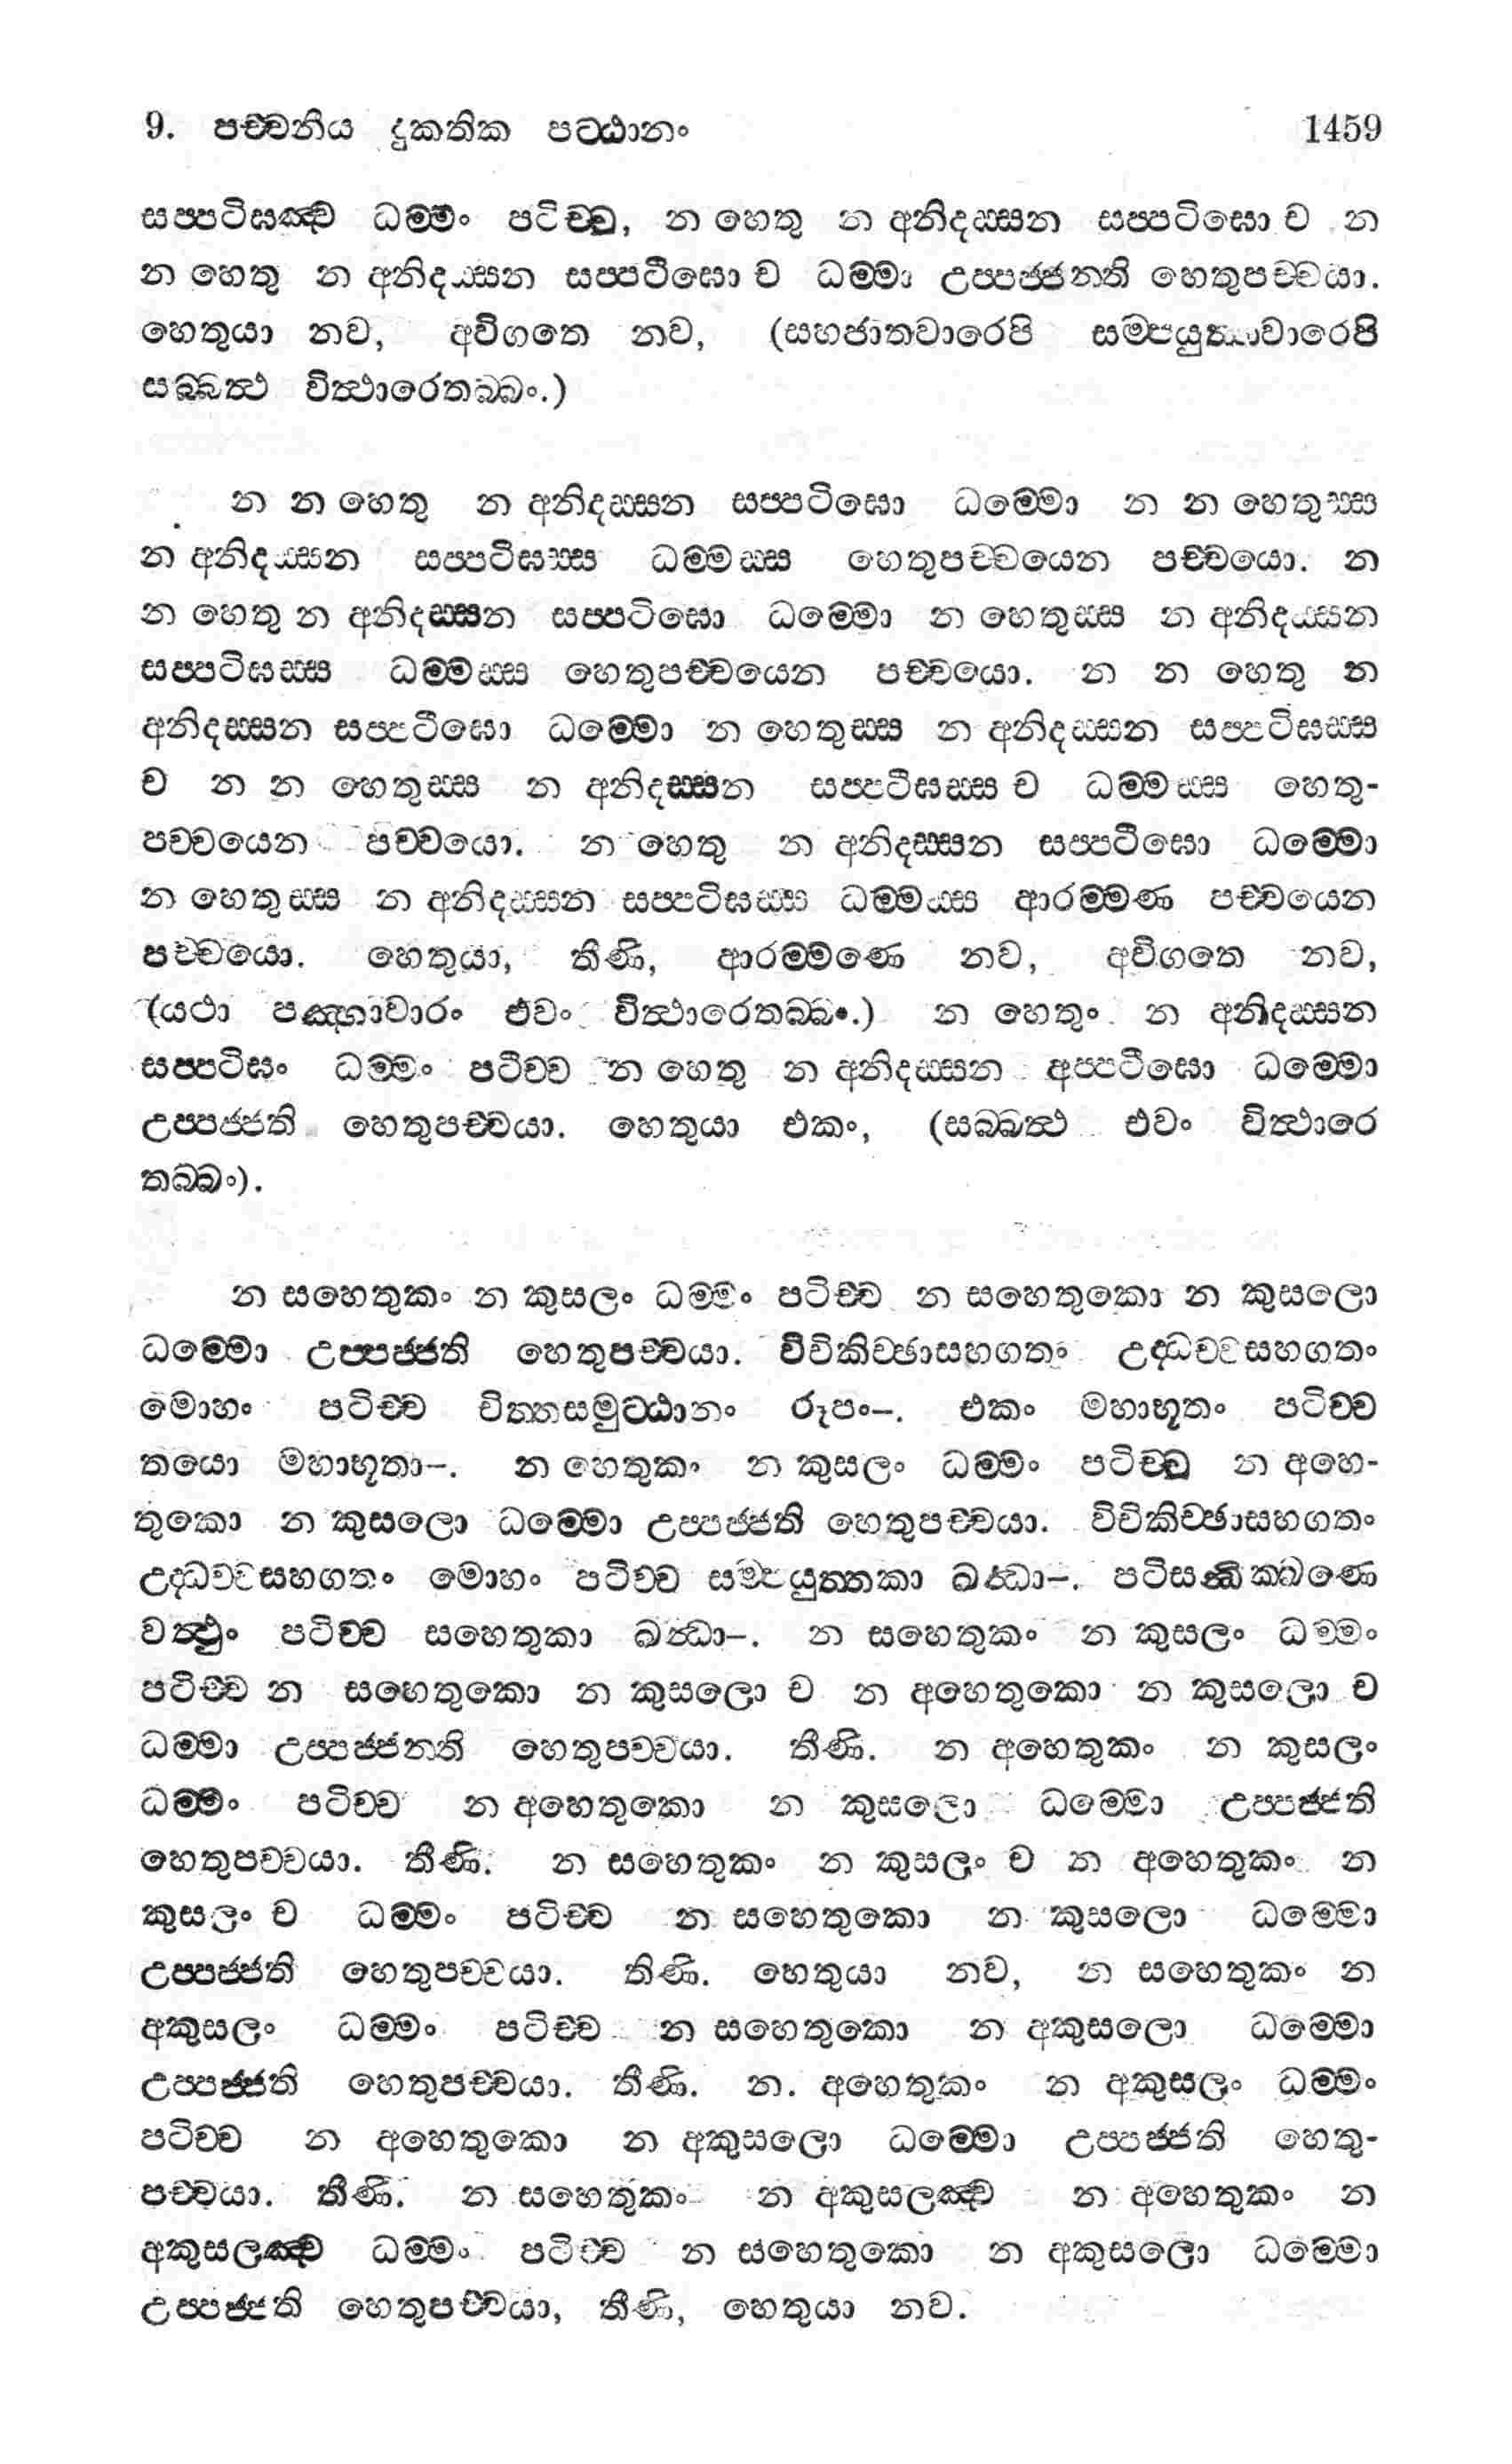 9. පච්චනීය දුකතික පට්ඨානං 1459
සප්පටිඝඤ්ච ධම්මං පටිච්ච, න හෙතු න අනිදස්සන සප්පටිඝො ච න
න හෙතු න අනිදස්සන සප්පටිඝො ච ධම්මා උප්පජ්ජන්ති හෙතුපච්චයා.
හෙතුයා නව, අවිගතෙ නව, (සහජාතවාරෙපි සම්පයුත්තවාරෙපි
සබ්බත්ථ විත්ථාරෙතබ්බං.)
න න හෙතු න අනිදස්සන සප්පටිඝො ධම්මො න න හෙතුස්ස
න අනිදස්සන සප්පටිඝස්ස ධම්මස්ස හෙතුපච්චයෙන පච්චයො. න
න හෙතු න අනිදස්සන සප්පටිඝො ධම්මො න හෙතුස්ස න අනිදස්සන
සප්පටිඝස්ස ධම්මස්ස හෙතුපච්චයෙන පච්චයො. න න හෙතු න
අනිදස්සන සප්පටිඝො ධම්මො න හෙතුස්ස න අනිදස්සන සප්පටිඝස්ස
ච න න හෙතුස්ස න අනිදස්සන සප්පටිඝස්ස ච ධම්මස්ස හෙතු-
පච්චයෙන පච්චයො. න හෙතු න අනිදස්සන සප්පටිඝො ධම්මො
න හෙතුස්ස න අනිදස්සන සප්පටිඝස්ස ධම්මස්ස ආරම්මණ පච්චයෙන
පච්චයො. හෙතුයා, තීණි, ආරම්මණෙ නව, අවිගතෙ නව,
(යථා පඤ්හාවාරං එවං විත්ථාරෙතබ්බං.) න හෙතුං න අනිදස්සන
සප්පටිඝං ධම්මං පටිච්ච න හෙතු න අනිදස්සන අප්පටිඝො ධම්මො
උප්පජ්ජති හෙතුපච්චයා. හෙතුයා එකං, (සබ්බත්ථ එවං විත්ථාරෙ
තබ්බං).
න සහෙතුකං න කුසලං ධම්මං පටිච්ච න සහෙතුකො න කුසලො
ධම්මො උප්පජ්ජති හෙතුපච්චයා. විචිකිච්ඡාසහගතං උද්ධච්චසහගතං
මොහං පටිච්ච චිත්තසමුට්ඨානං රූපං–. එකං මහාභූතං පටිච්ච
තයො මහාභූතා–. න හෙතුකං න කුසලං ධම්මං පටිච්ච න අහෙ-
තුකො න කුසලො ධම්මො උප්පජ්ජති හෙතුපච්චයා. විචිකිච්ඡාසහගතං
උද්ධච්චසහගතං මොහං පටිච්ච සම්පයුත්තකා ඛන්ධා–. පටිසන්ධික්ඛණෙ
වත්ථුං පටිච්ච සහෙතුකා ඛන්ධා–. න සහෙතුකං න කුසලං ධම්මං
පටිච්ච න සහෙතුකො න කුසලො ච න අහෙතුකො න කුසලො ච
ධම්මා උප්පජ්ජන්ති හෙතුපච්චයා. තීණි. න අහෙතුකං න කුසලං
ධම්මං පටිච්ච න අහෙතුකො න කුසලො ධම්මො උප්පජ්ජති
හෙතුපච්චයා. තීණි. න සහෙතුකං න කුසලං ච න අහෙතුකං න
කුසලං ච ධම්මං පටිච්ච න සහෙතුකො න කුසලො ධම්මො
උප්පජ්ජති හෙතුපච්චයා. තිණි. හෙතුයා නව, න සහෙතුකං න
අකුසලං ධම්මං පටිච්ච න සහෙතුකො න අකුසලො ධම්මො
උප්පජ්ජති හෙතුපච්චයා. තීණි. න. අහෙතුකං න අකුසලං ධම්මං
පටිච්ච න අහෙතුකො න අකුසලො ධම්මො උප්පජ්ජති හෙතු-
පච්චයා. තීණි. න සහෙතුකං න අකුසලඤ්ච න අහෙතුකං න
අකුසලඤ්ච ධම්මං පටිච්ච න සහෙතුකො න අකුසලො ධම්මො
උප්පජ්ජති හෙතුපච්චයා, තීණි, හෙතුයා නව.